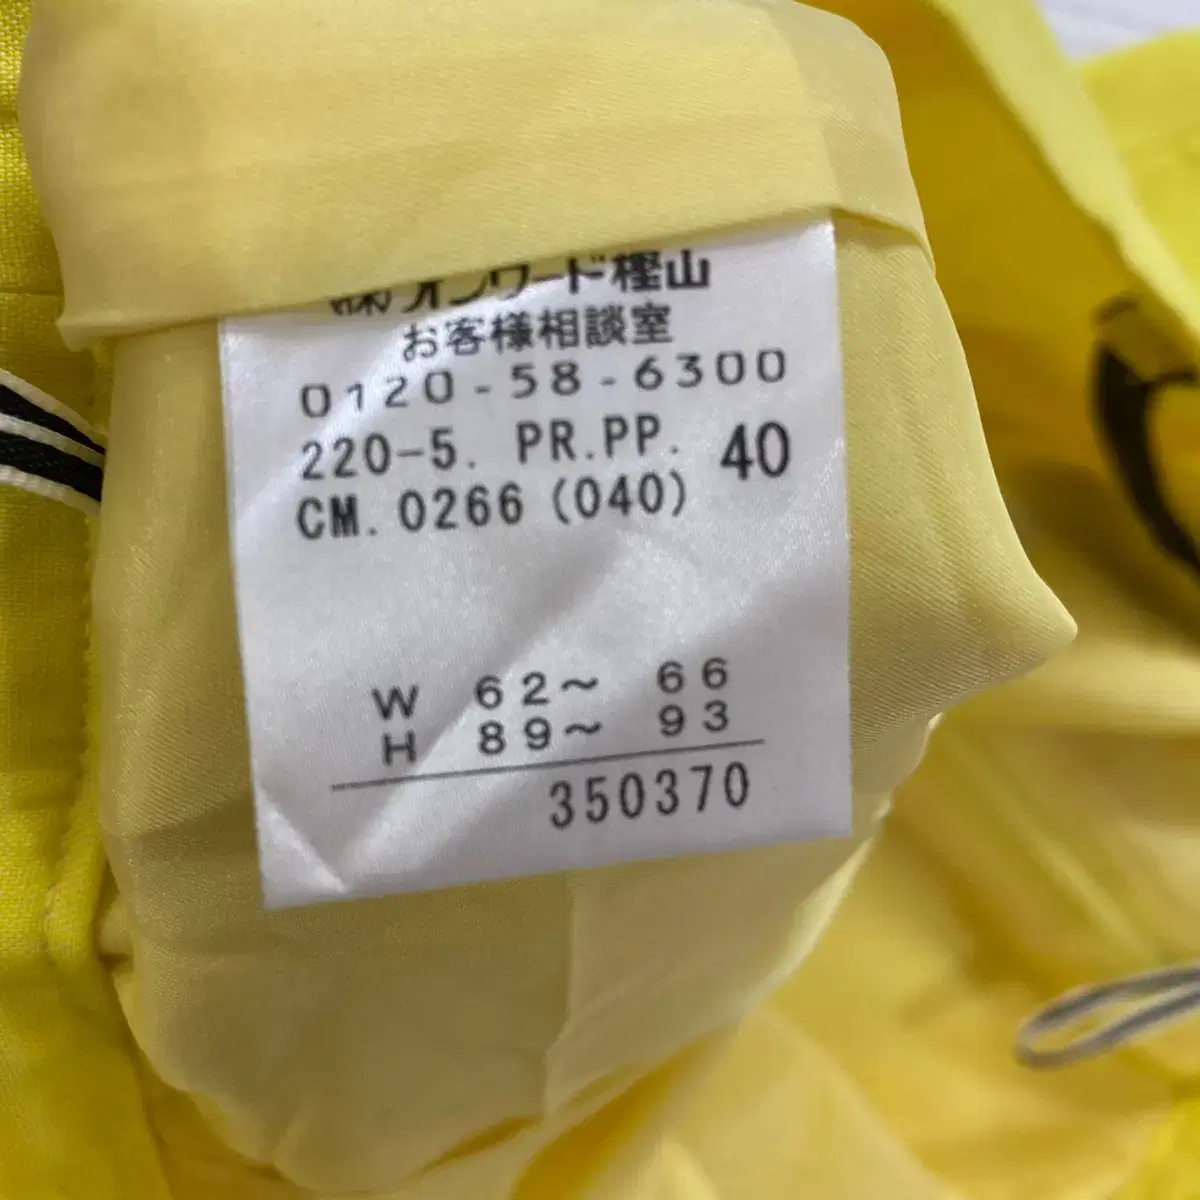 ㈱オンワード樫山
お客様相談室
0120-58-6300
220-5. PR.PP. 40
CM. 0266 (040)
W 62～ 66
H 89～ 93
350370